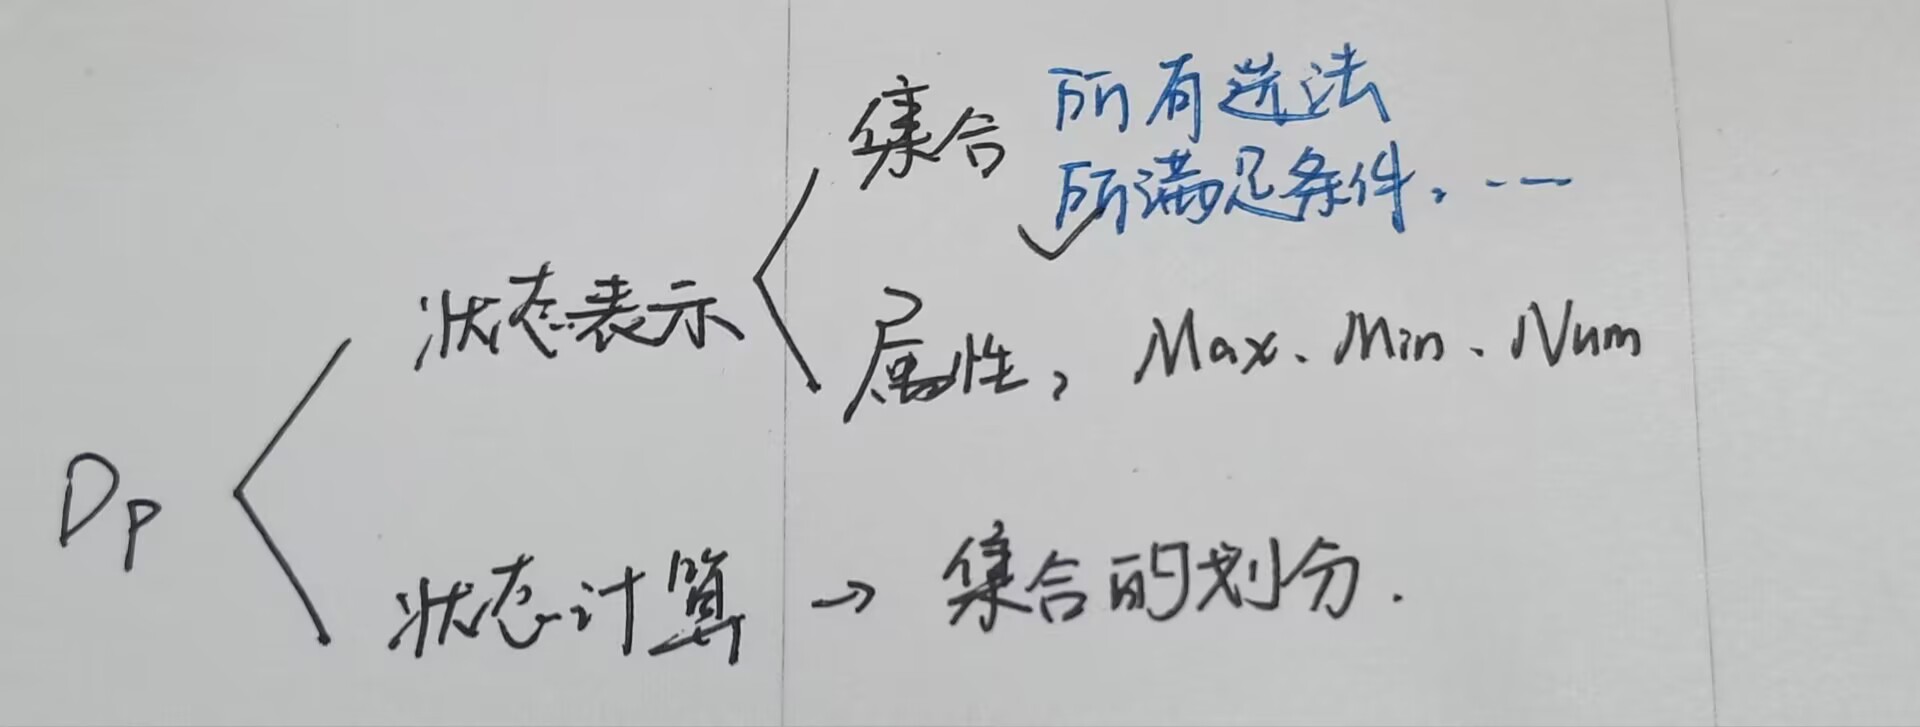 集合 所有选法
所满足条件. ...
状态表示
属性, Max、Min、Num
Dp
状态计算 → 集合的划分.